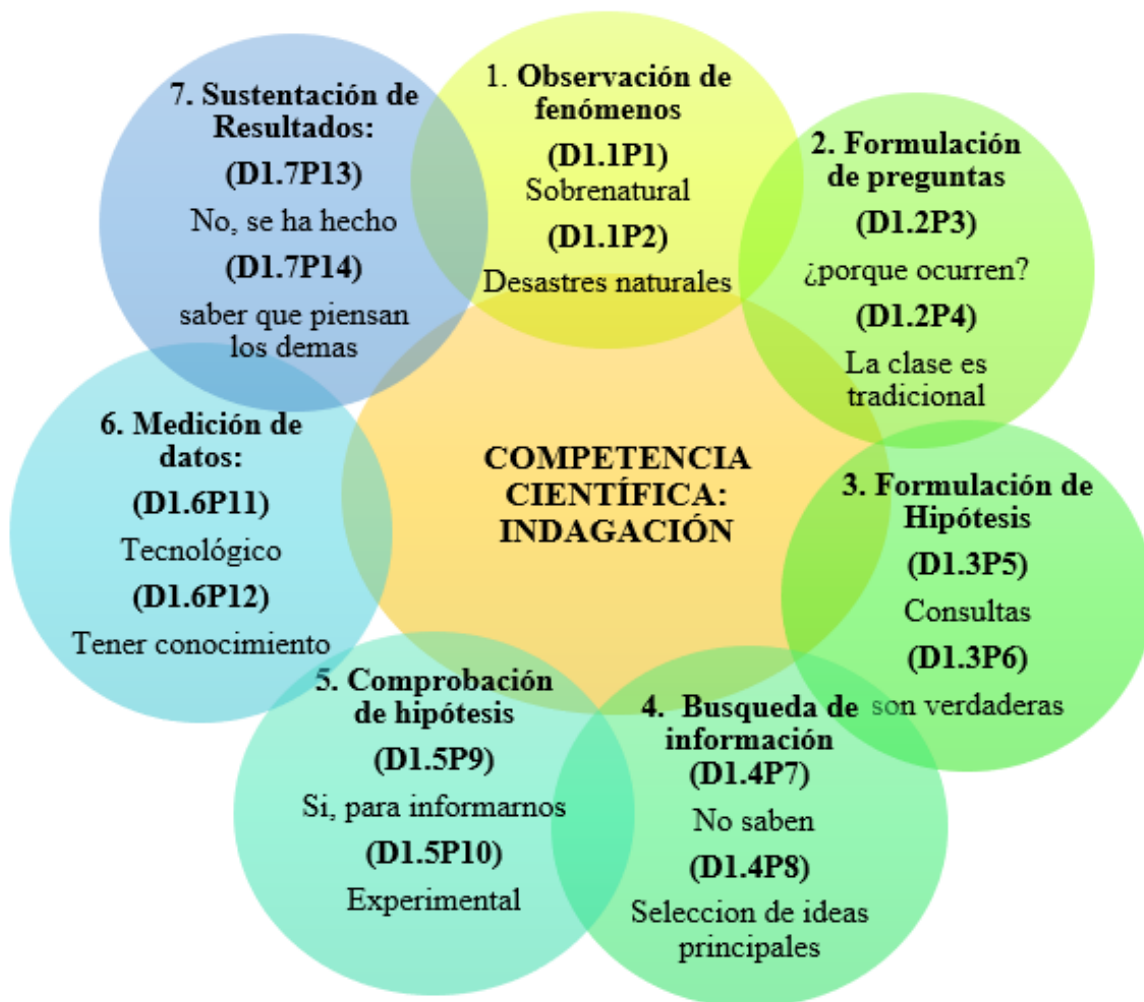 1. Observación de
fenómenos
(D1.1P1)
Sobrenatural
(D1.1P2)
Desastres naturales
2. Formulación
de preguntas
(D1.2P3)
¿porque ocurren?
(D1.2P4)
La clase es
tradicional
3. Formulación de
Hipótesis
(D1.3P5)
Consultas
(D1.3P6)
son verdaderas
4. Busqueda de
información
(D1.4P7)
No saben
(D1.4P8)
Seleccion de ideas
principales
5. Comprobación
de hipótesis
(D1.5P9)
Si, para informarnos
(D1.5P10)
Experimental
6. Medición de
datos:
(D1.6P11)
Tecnológico
(D1.6P12)
Tener conocimiento
7. Sustentación de
Resultados:
(D1.7P13)
No, se ha hecho
(D1.7P14)
saber que piensan
los demas
COMPETENCIA
CIENTÍFICA:
INDAGACIÓN